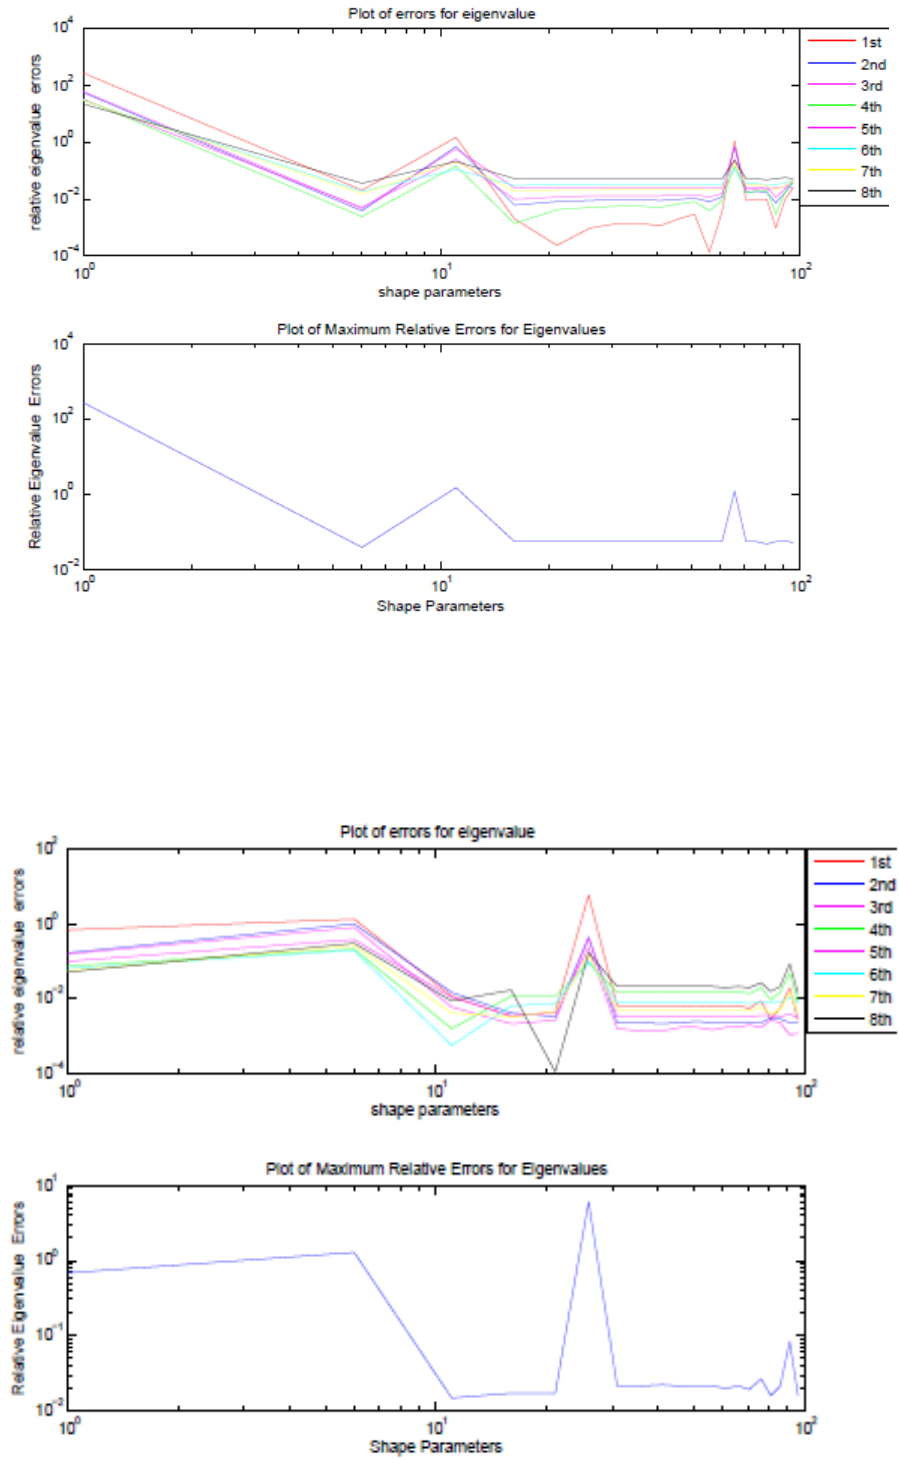 Plot of errors for eigenvalue
10^4
10^2
10^0
10^-2
10^-4
relative eigenvalue errors
10^0
10^1
10^2
shape parameters
1st
2nd
3rd
4th
5th
6th
7th
8th
Plot of Maximum Relative Errors for Eigenvalues
10^4
10^2
10^0
10^-2
Relative Eigenvalue Errors
10^0
10^1
10^2
Shape Parameters
Plot of errors for eigenvalue
10^2
10^0
10^-2
10^-4
relative eigenvalue errors
10^0
10^1
10^2
shape parameters
1st
2nd
3rd
4th
5th
6th
7th
8th
Plot of Maximum Relative Errors for Eigenvalues
10^1
10^0
10^-1
10^-2
Relative Eigenvalue Errors
10^0
10^1
10^2
Shape Parameters